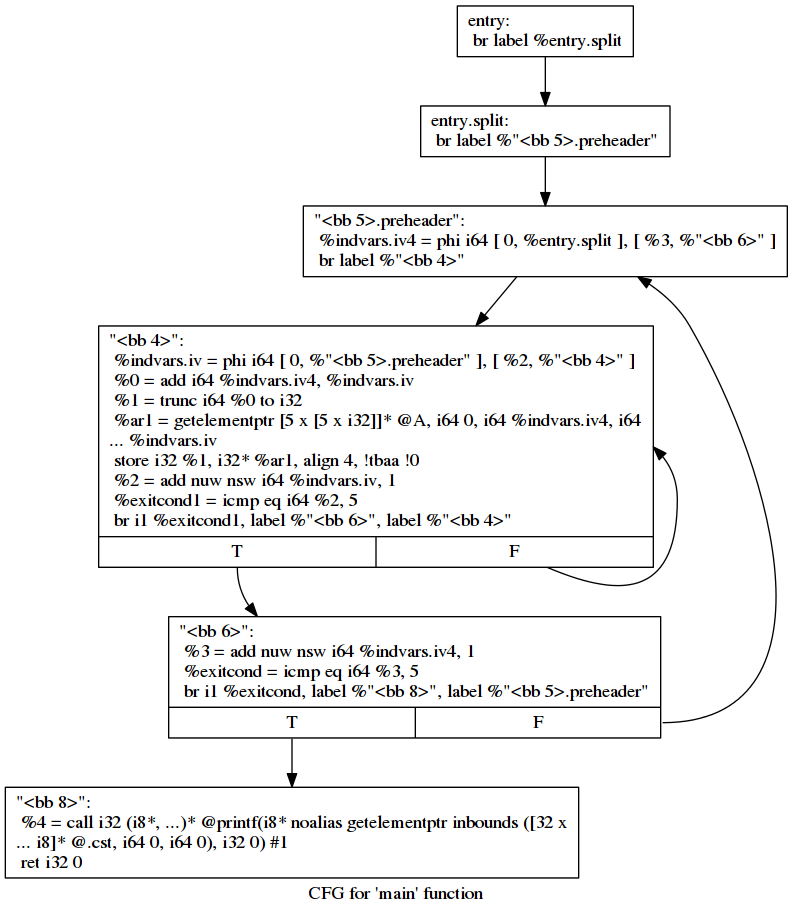 entry:
br label %entry.split
entry.split:
br label %"<bb 5>.preheader"
"<bb 5>.preheader":
%indvars.iv4 = phi i64 [ 0, %entry.split ], [ %3, %"<bb 6>" ]
br label %"<bb 4>"
"<bb 4>":
%indvars.iv = phi i64 [ 0, %"<bb 5>.preheader" ], [ %2, %"<bb 4>" ]
%0 = add i64 %indvars.iv4, %indvars.iv
%1 = trunc i64 %0 to i32
%ar1 = getelementptr [5 x [5 x i32]]* @A, i64 0, i64 %indvars.iv4, i64
... %indvars.iv
store i32 %1, i32* %ar1, align 4, !tbaa !0
%2 = add nuw nsw i64 %indvars.iv, 1
%exitcond1 = icmp eq i64 %2, 5
br i1 %exitcond1, label %"<bb 6>", label %"<bb 4>"
T F
"<bb 6>":
%3 = add nuw nsw i64 %indvars.iv4, 1
%exitcond = icmp eq i64 %3, 5
br i1 %exitcond, label %"<bb 8>", label %"<bb 5>.preheader"
T F
"<bb 8>":
%4 = call i32 (i8*, ...)* @printf(i8* noalias getelementptr inbounds ([32 x
... i8]* @.cst, i64 0, i64 0), i32 0) #1
ret i32 0
CFG for 'main' function